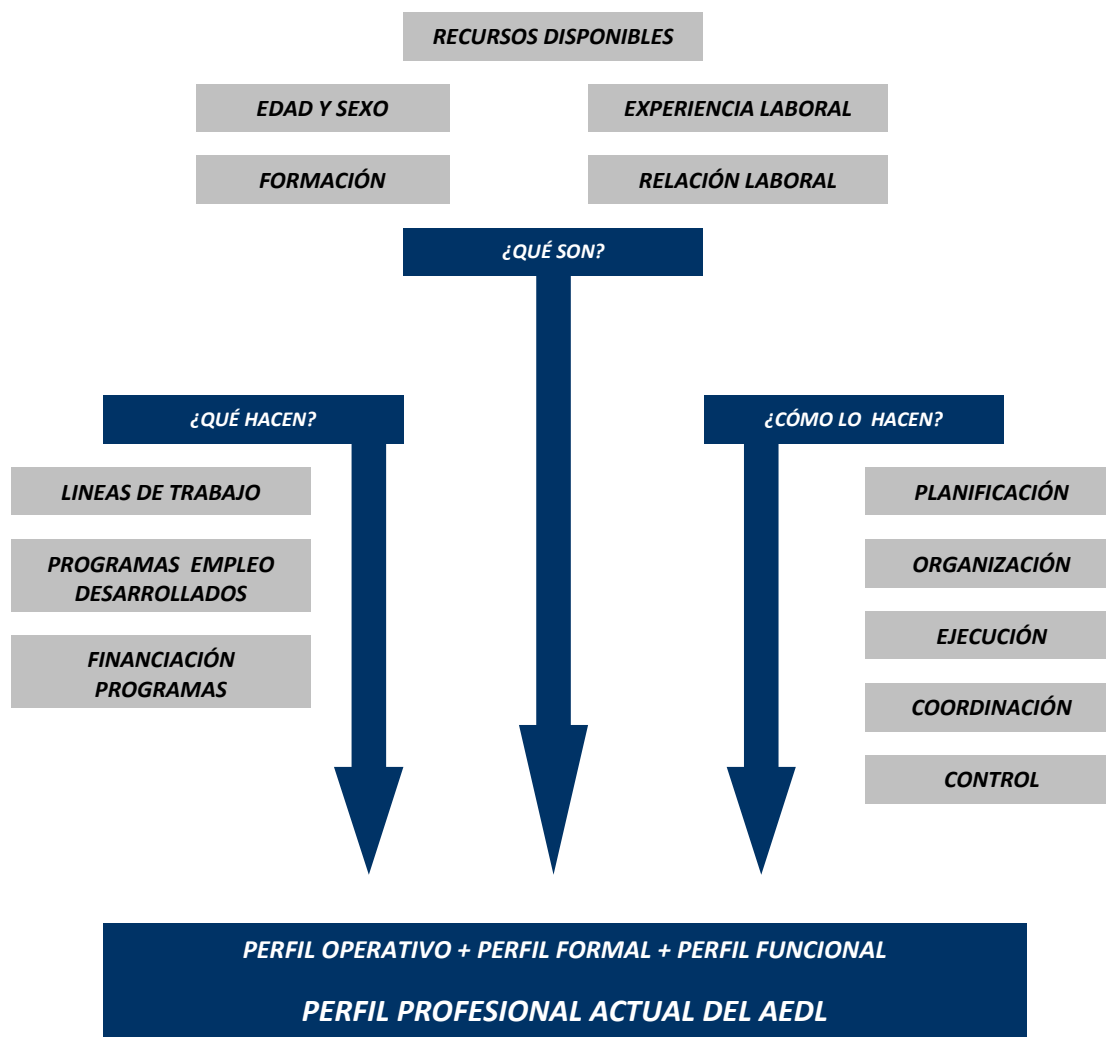 RECURSOS DISPONIBLES
EDAD Y SEXO
EXPERIENCIA LABORAL
FORMACIÓN
RELACIÓN LABORAL
¿QUÉ SON?
¿QUÉ HACEN?
¿CÓMO LO HACEN?
LINEAS DE TRABAJO
PROGRAMAS EMPLEO
DESARROLLADOS
FINANCIACIÓN
PROGRAMAS
PLANIFICACIÓN
ORGANIZACIÓN
EJECUCIÓN
COORDINACIÓN
CONTROL
PERFIL OPERATIVO + PERFIL FORMAL + PERFIL FUNCIONAL
PERFIL PROFESIONAL ACTUAL DEL AEDL